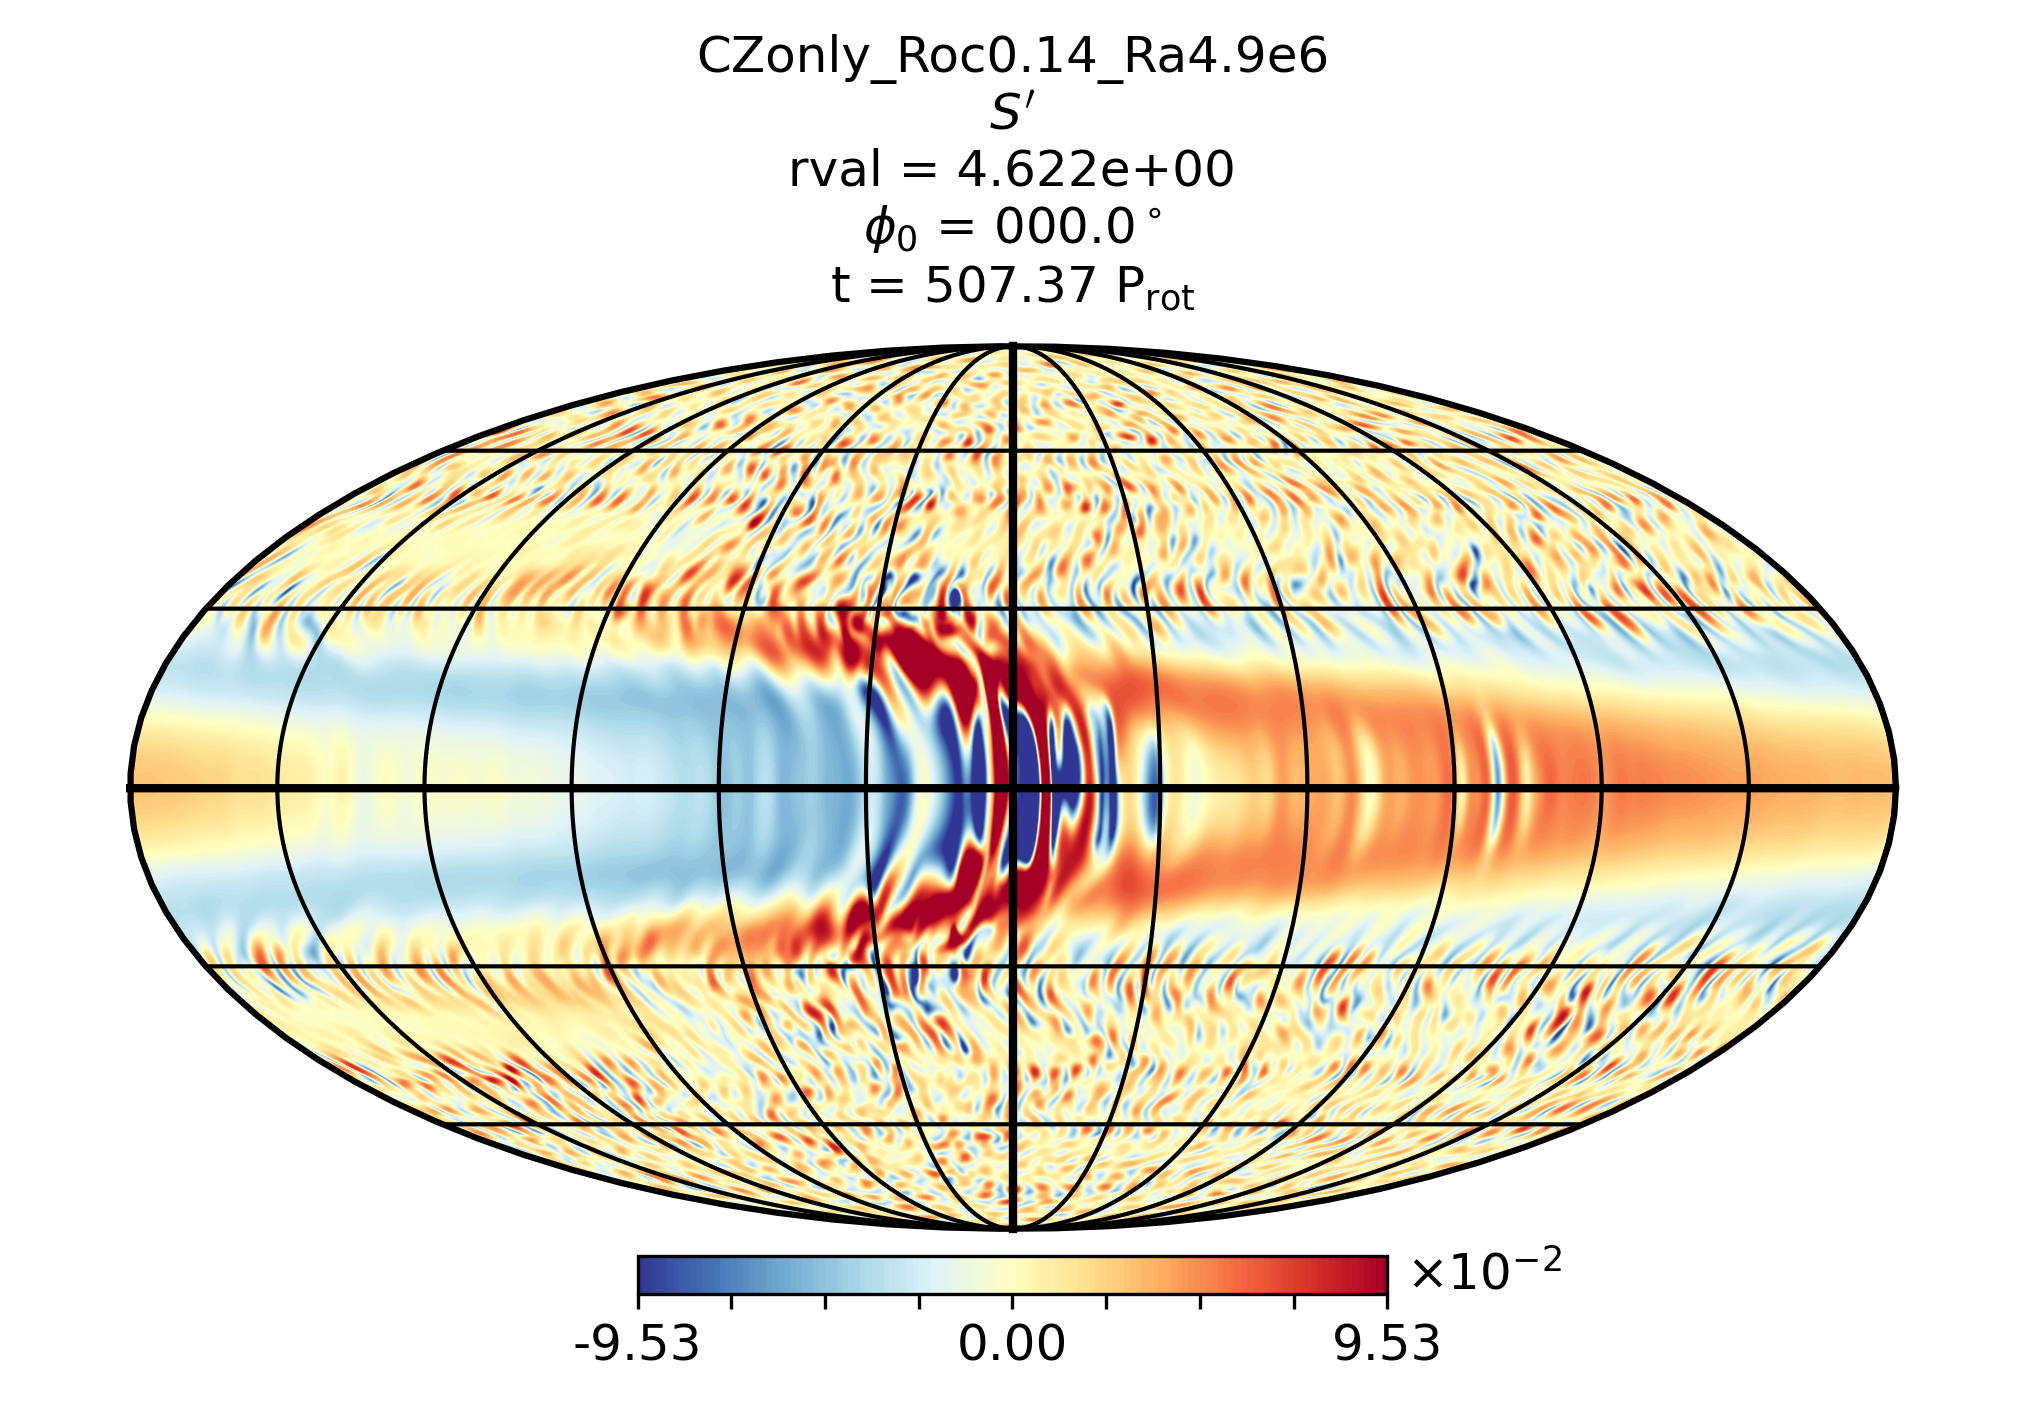 CZonly_Roc0.14_Ra4.9e6
S′
rval = 4.622e+00
ϕ₀ = 000.0°
t = 507.37 P_rot
×10⁻²
-9.53 0.00 9.53